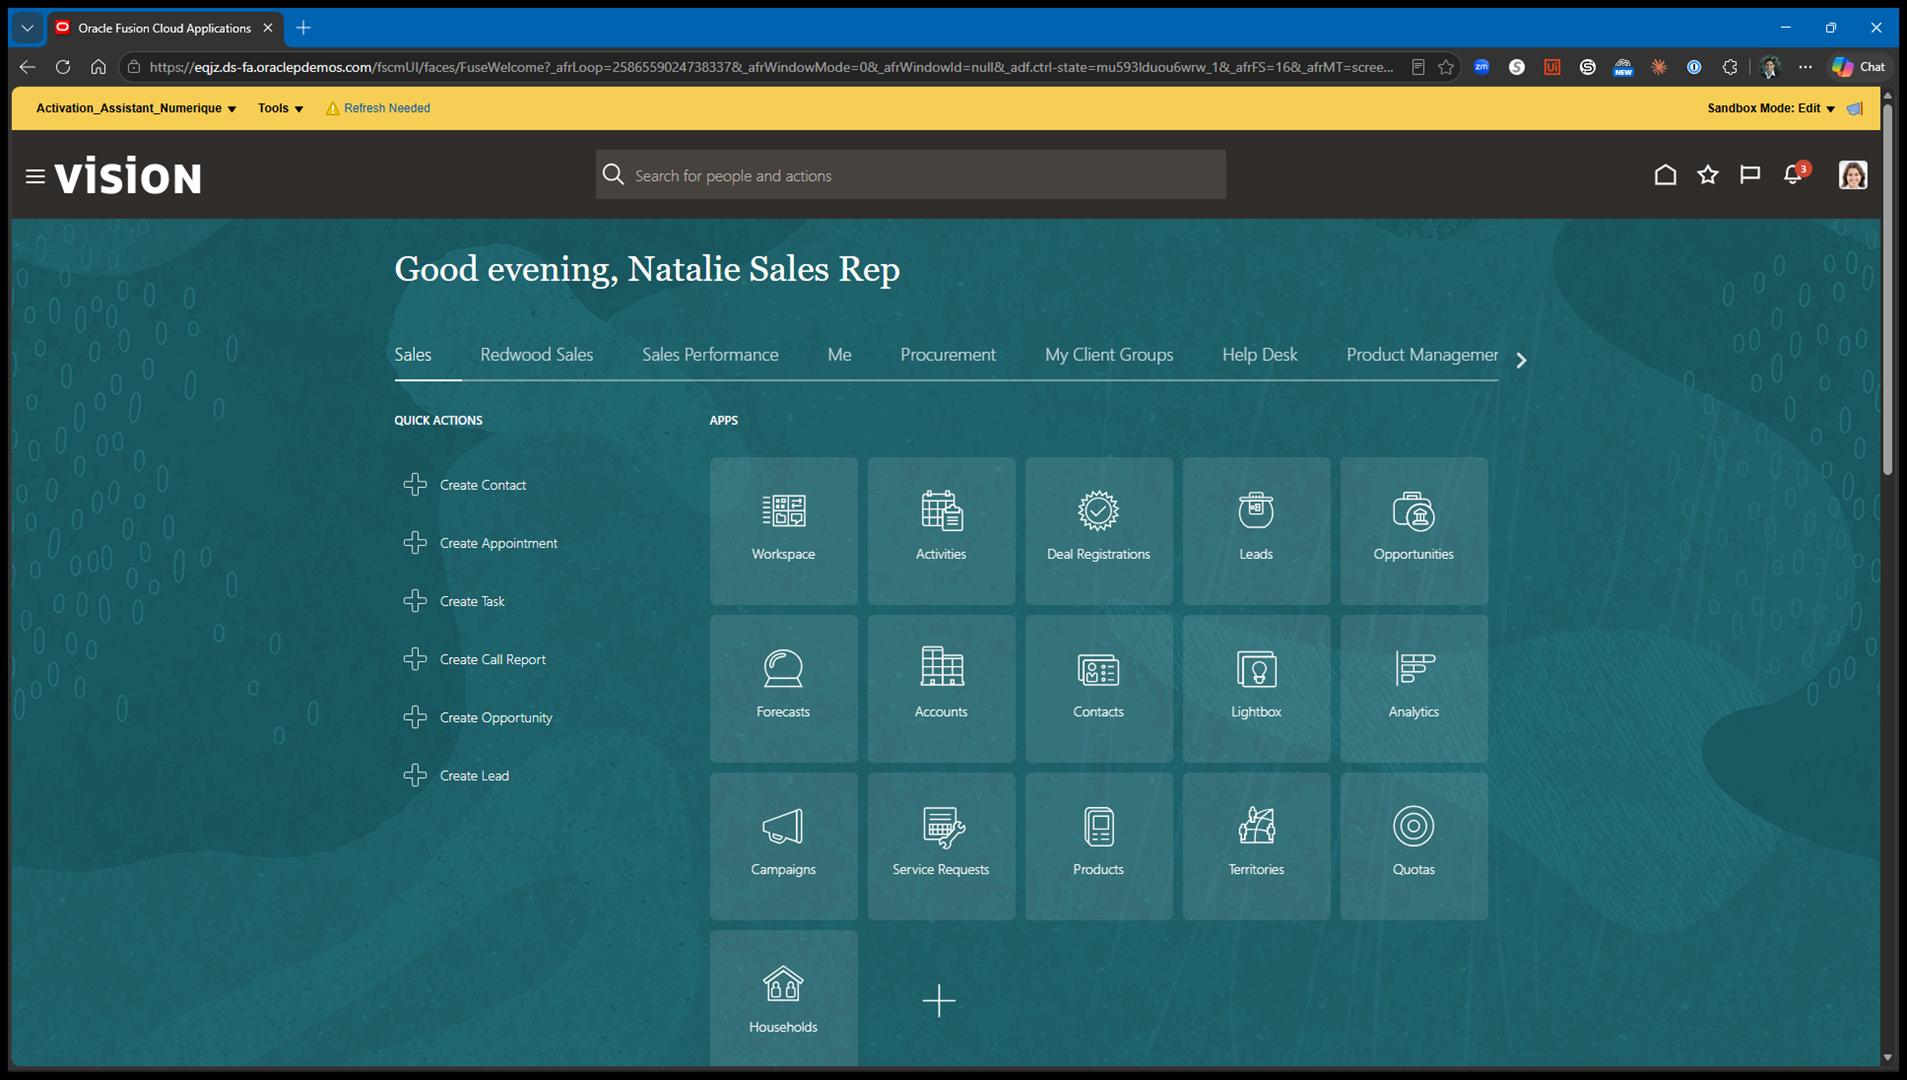 Oracle Fusion Cloud Applications
https://eqjz.ds-fa.oraclepdemos.com/fscmUI/faces/FuseWelcome?_afrLoop=2586559024738337&_afrWindowMode=0&_afrWindowId=null&_adf.ctrl-state=mu593lduou6wrw_1&_afrFS=16&_afrMT=scree...
zm
Ui
NEW
Chat
Activation_Assistant_Numerique
Tools
Refresh Needed
Sandbox Mode: Edit
VISION
Search for people and actions
3
Good evening, Natalie Sales Rep
Sales
Redwood Sales
Sales Performance
Me
Procurement
My Client Groups
Help Desk
Product Managemer
QUICK ACTIONS
APPS
Create Contact
Create Appointment
Create Task
Create Call Report
Create Opportunity
Create Lead
Workspace
Activities
Deal Registrations
Leads
Opportunities
Forecasts
Accounts
Contacts
Lightbox
Analytics
Campaigns
Service Requests
Products
Territories
Quotas
Households